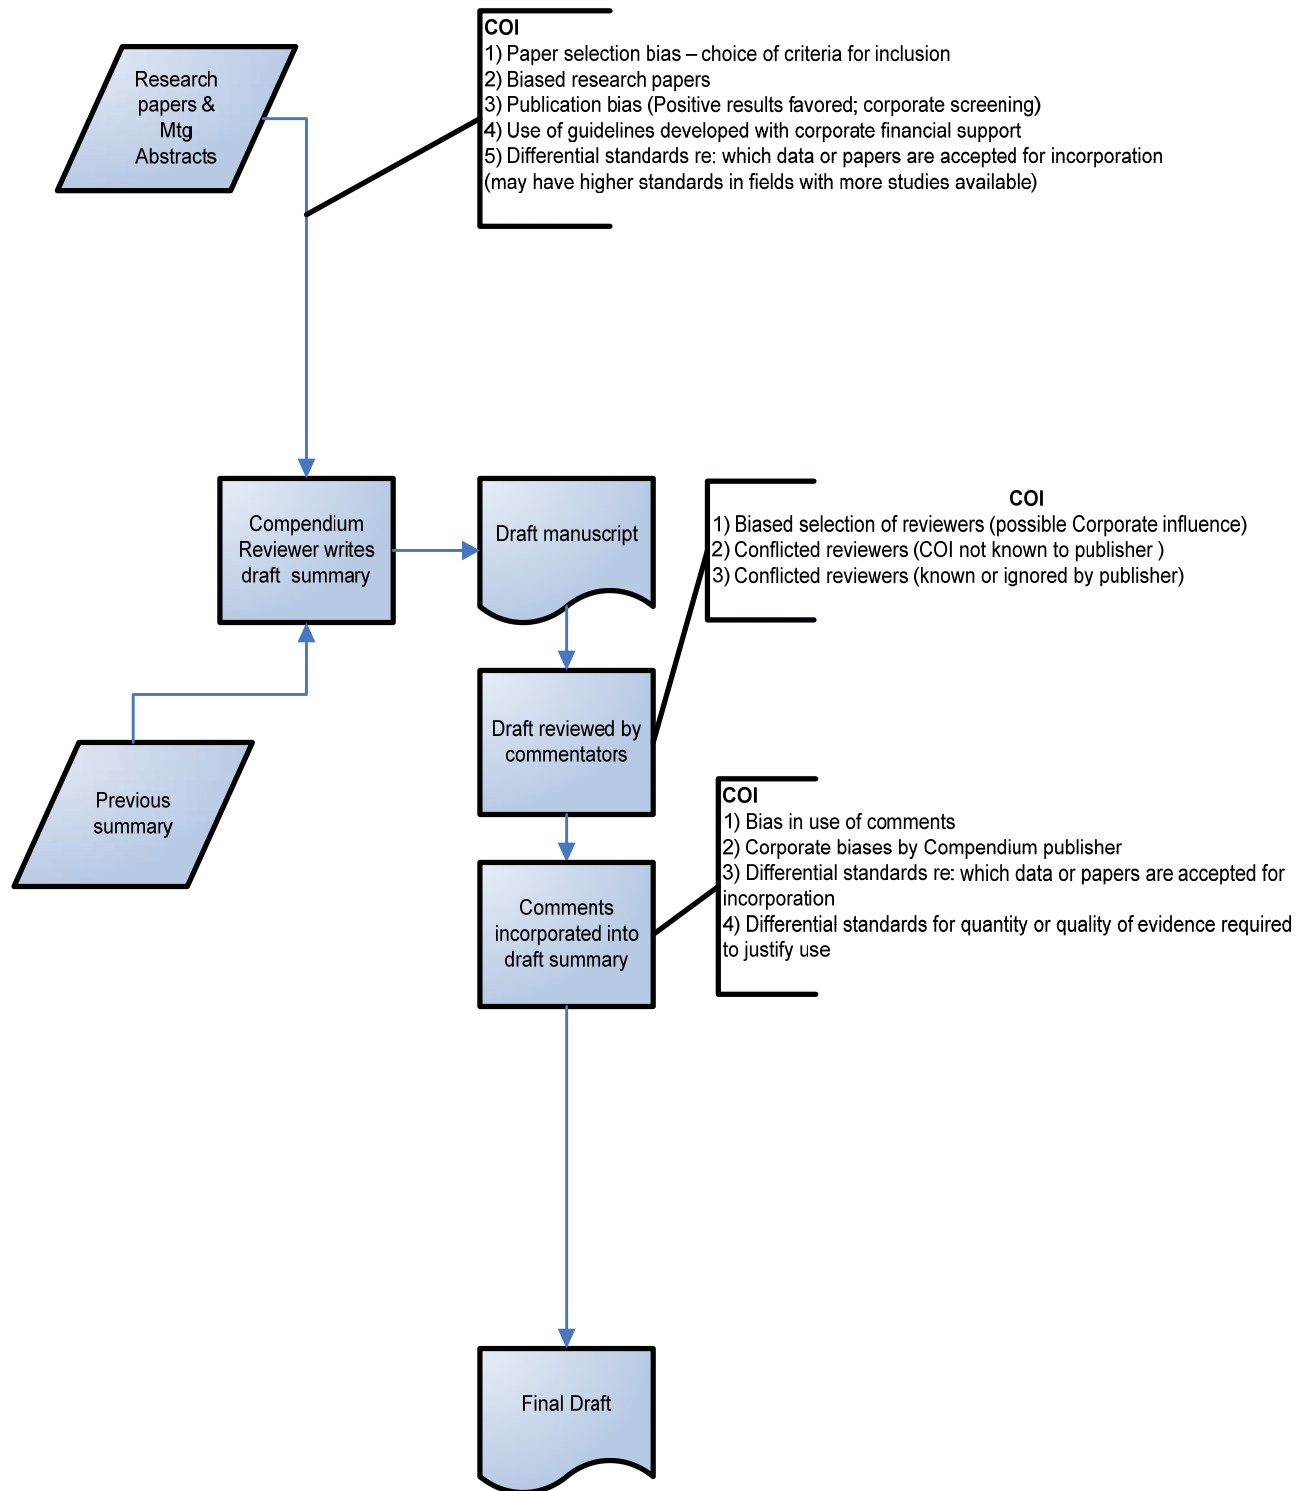 Research
papers &
Mtg
Abstracts
COI
1) Paper selection bias – choice of criteria for inclusion
2) Biased research papers
3) Publication bias (Positive results favored; corporate screening)
4) Use of guidelines developed with corporate financial support
5) Differential standards re: which data or papers are accepted for incorporation
(may have higher standards in fields with more studies available)
Compendium
Reviewer writes
draft summary
Draft manuscript
COI
1) Biased selection of reviewers (possible Corporate influence)
2) Conflicted reviewers (COI not known to publisher )
3) Conflicted reviewers (known or ignored by publisher)
Draft reviewed by
commentators
Previous
summary
COI
1) Bias in use of comments
2) Corporate biases by Compendium publisher
3) Differential standards re: which data or papers are accepted for
incorporation
4) Differential standards for quantity or quality of evidence required
to justify use
Comments
incorporated into
draft summary
Final Draft